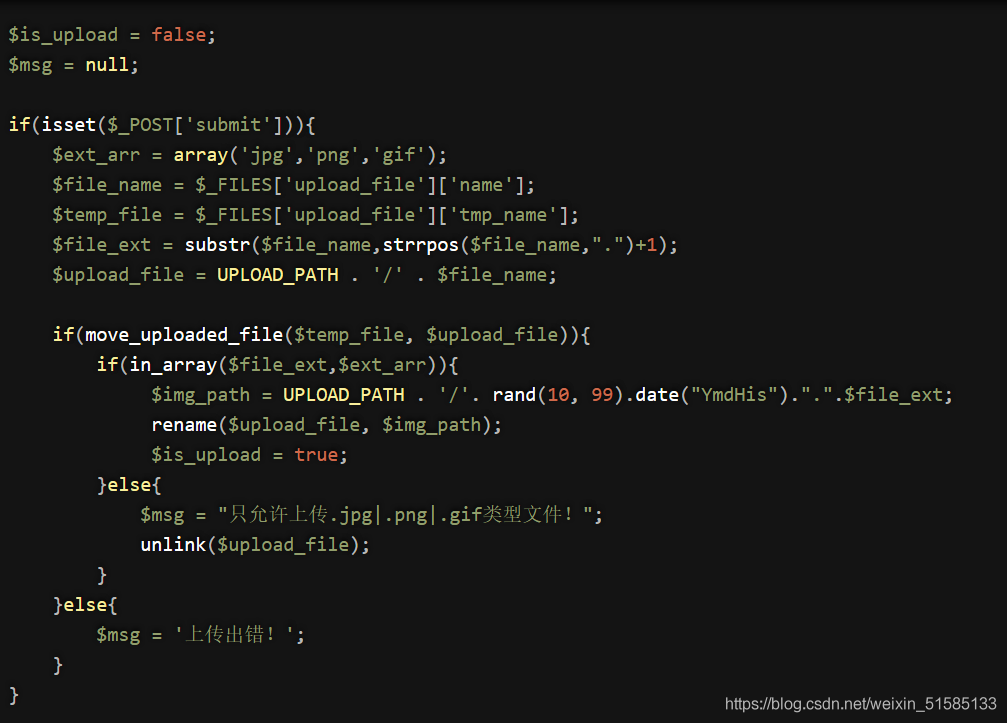 $is_upload = false;
$msg = null;
if(isset($_POST['submit'])){
    $ext_arr = array('jpg','png','gif');
    $file_name = $_FILES['upload_file']['name'];
    $temp_file = $_FILES['upload_file']['tmp_name'];
    $file_ext = substr($file_name,strrpos($file_name,".")+1);
    $upload_file = UPLOAD_PATH . '/' . $file_name;
    if(move_uploaded_file($temp_file, $upload_file)){
        if(in_array($file_ext,$ext_arr)){
             $img_path = UPLOAD_PATH . '/'. rand(10, 99).date("YmdHis").".".$file_ext;
             rename($upload_file, $img_path);
             $is_upload = true;
        }else{
            $msg = "只允许上传.jpg|.png|.gif类型文件！";
            unlink($upload_file);
        }
    }else{
        $msg = '上传出错！';
    }
}
https://blog.csdn.net/weixin_51585133